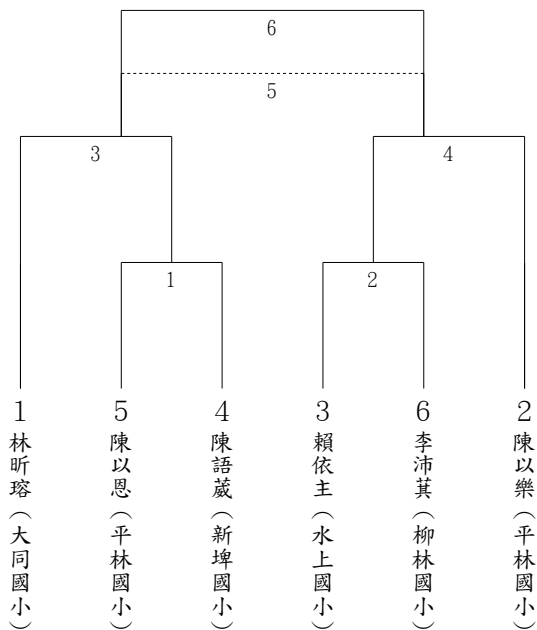 6
5
3
4
1
2
1 林昕瑢（大同國小）
5 陳以恩（平林國小）
4 陳語葳（新埤國小）
3 賴依主（水上國小）
6 李沛萁（柳林國小）
2 陳以樂（平林國小）